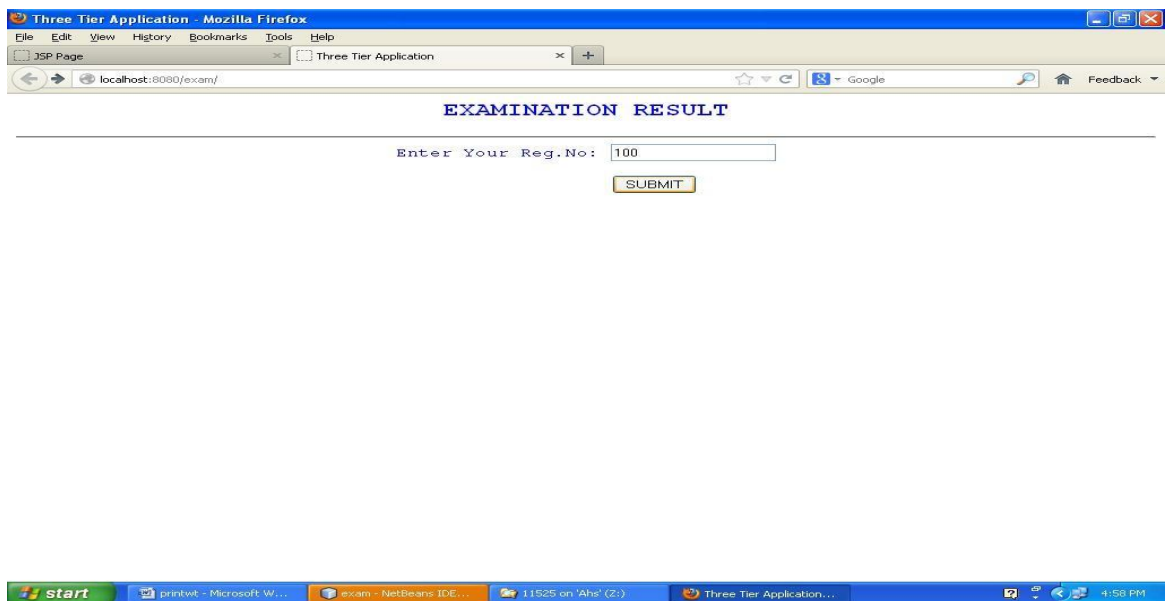 Three Tier Application - Mozilla Firefox
File Edit View History Bookmarks Tools Help
JSP Page Three Tier Application
localhost:8080/exam/ Google Feedback
EXAMINATION RESULT
Enter Your Reg.No: 100
SUBMIT
start printwt - Microsoft W... exam - NetBeans IDE... 11525 on 'Ahs' (Z:) Three Tier Application... 4:58 PM